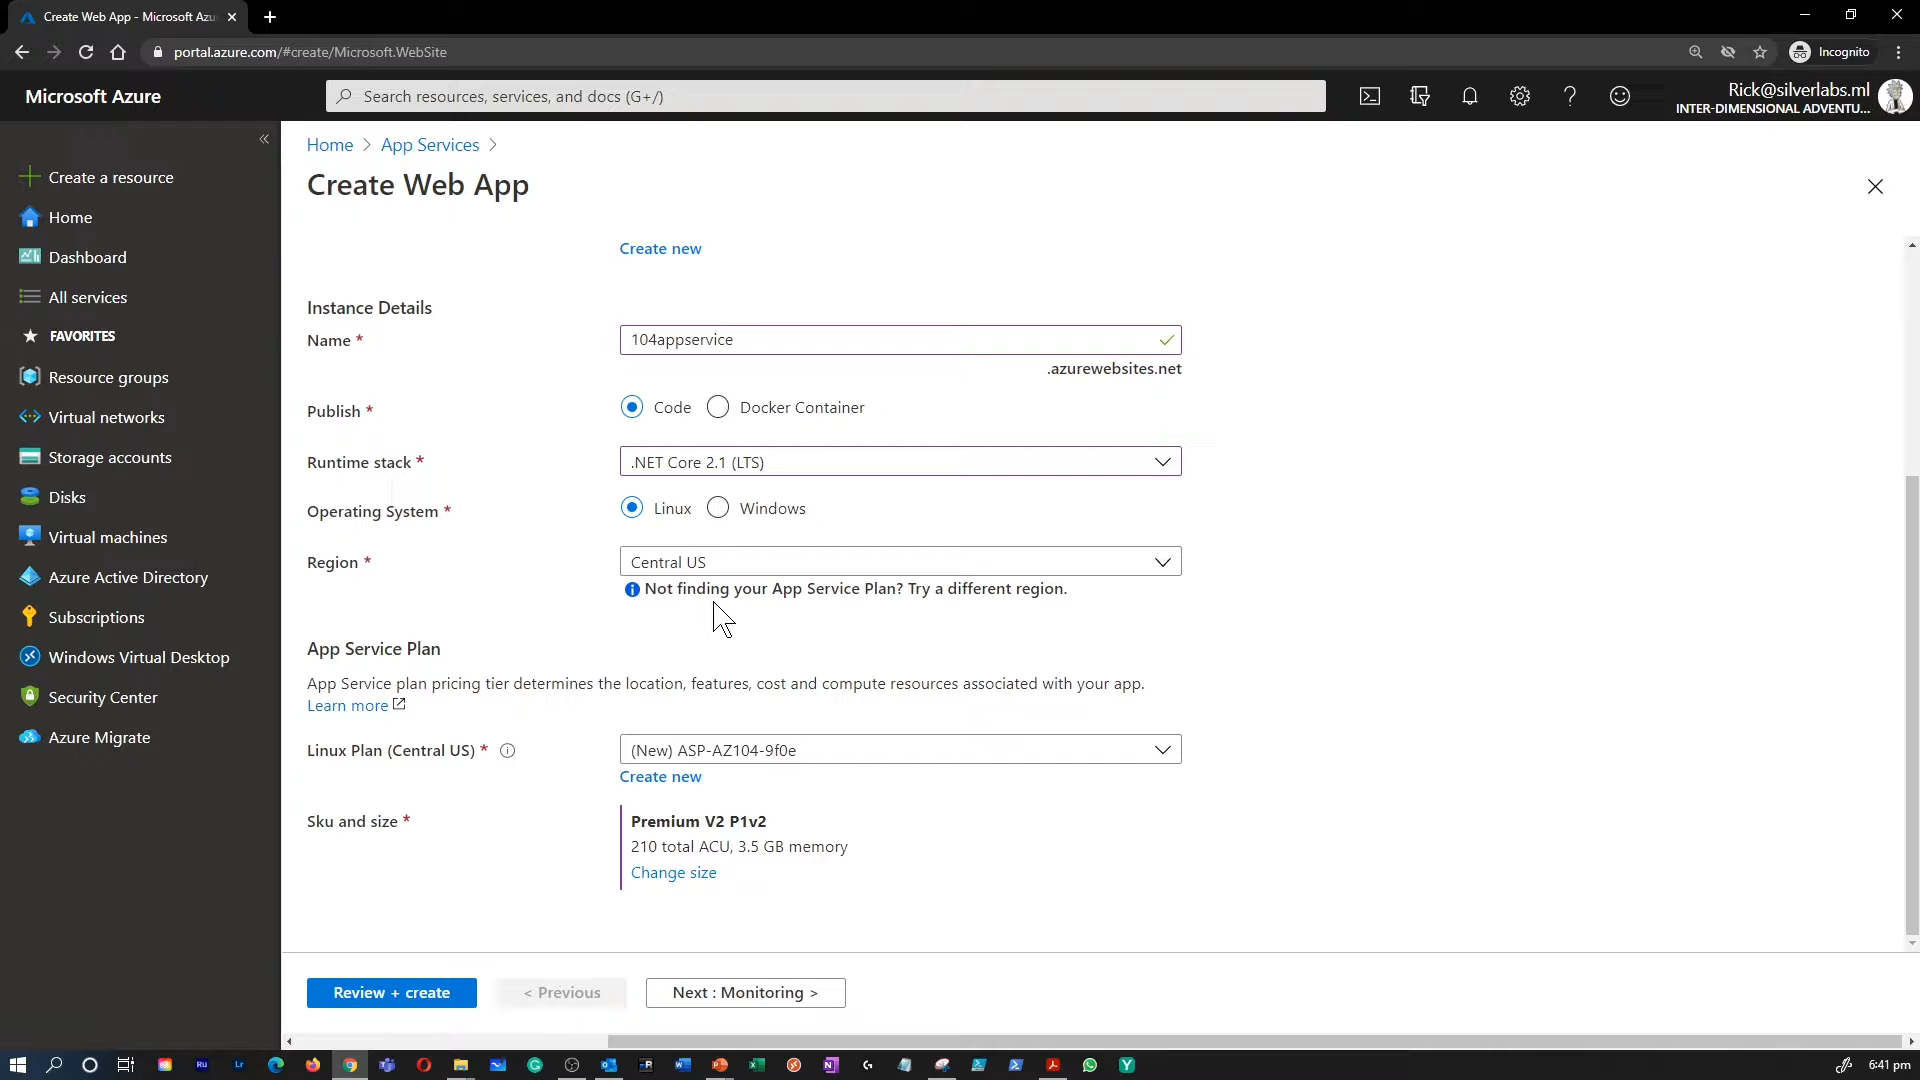 Create Web App - Microsoft Azu
portal.azure.com/#create/Microsoft.WebSite
Incognito
Microsoft Azure
Search resources, services, and docs (G+/)
Rick@silverlabs.ml
INTER-DIMENSIONAL ADVENTU...
Create a resource
Home
Dashboard
All services
FAVORITES
Resource groups
Virtual networks
Storage accounts
Disks
Virtual machines
Azure Active Directory
Subscriptions
Windows Virtual Desktop
Security Center
Azure Migrate
Home > App Services >
Create Web App
Create new
Instance Details
Name *
104appservice
.azurewebsites.net
Publish *
Code
Docker Container
Runtime stack *
.NET Core 2.1 (LTS)
Operating System *
Linux
Windows
Region *
Central US
Not finding your App Service Plan? Try a different region.
App Service Plan
App Service plan pricing tier determines the location, features, cost and compute resources associated with your app.
Learn more
Linux Plan (Central US) *
(New) ASP-AZ104-9f0e
Create new
Sku and size *
Premium V2 P1v2
210 total ACU, 3.5 GB memory
Change size
Review + create
< Previous
Next : Monitoring >
Ru
Lr
6:41 pm